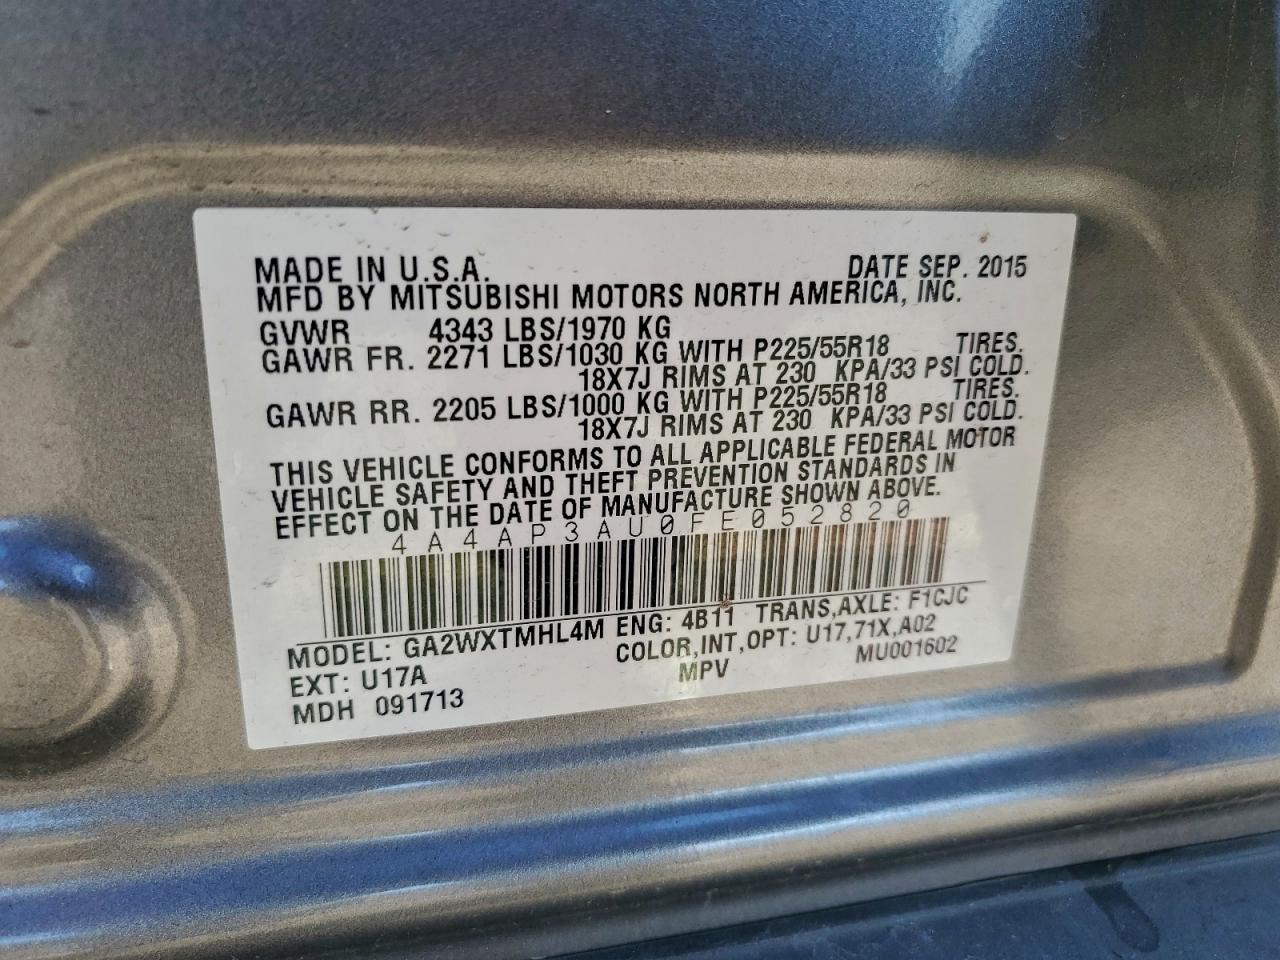 MADE IN U.S.A. DATE SEP. 2015
MFD BY MITSUBISHI MOTORS NORTH AMERICA, INC.
GVWR 4343 LBS/1970 KG
GAWR FR. 2271 LBS/1030 KG WITH P225/55R18 TIRES.
18X7J RIMS AT 230 KPA/33 PSI COLD.
GAWR RR. 2205 LBS/1000 KG WITH P225/55R18 TIRES.
18X7J RIMS AT 230 KPA/33 PSI COLD.
THIS VEHICLE CONFORMS TO ALL APPLICABLE FEDERAL MOTOR
VEHICLE SAFETY AND THEFT PREVENTION STANDARDS IN
EFFECT ON THE DATE OF MANUFACTURE SHOWN ABOVE.
4A4AP3AU0FE052820
MODEL: GA2WXTMHL4M ENG: 4B11 TRANS,AXLE: F1CJC
EXT: U17A COLOR,INT,OPT: U17,71X,A02
MDH 091713 MPV MU001602